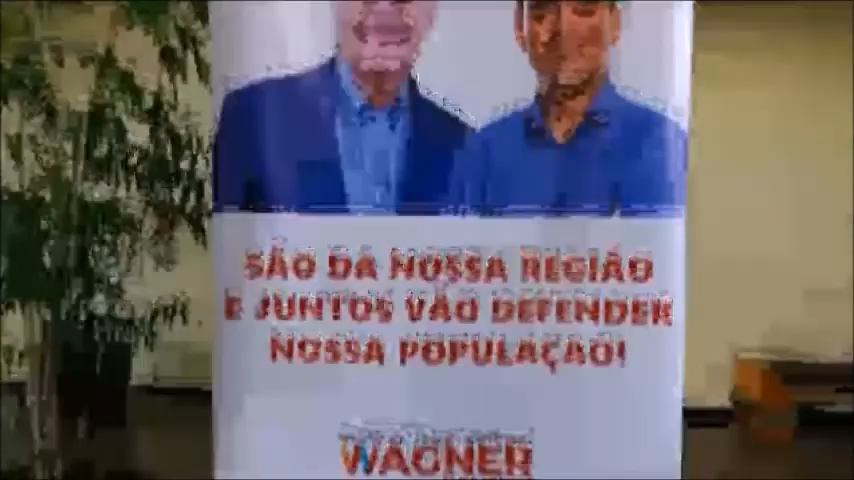 SÃO DA NOSSA REGIÃO
E JUNTOS VÃO DEFENDER
NOSSA POPULAÇÃO!
WAGNER